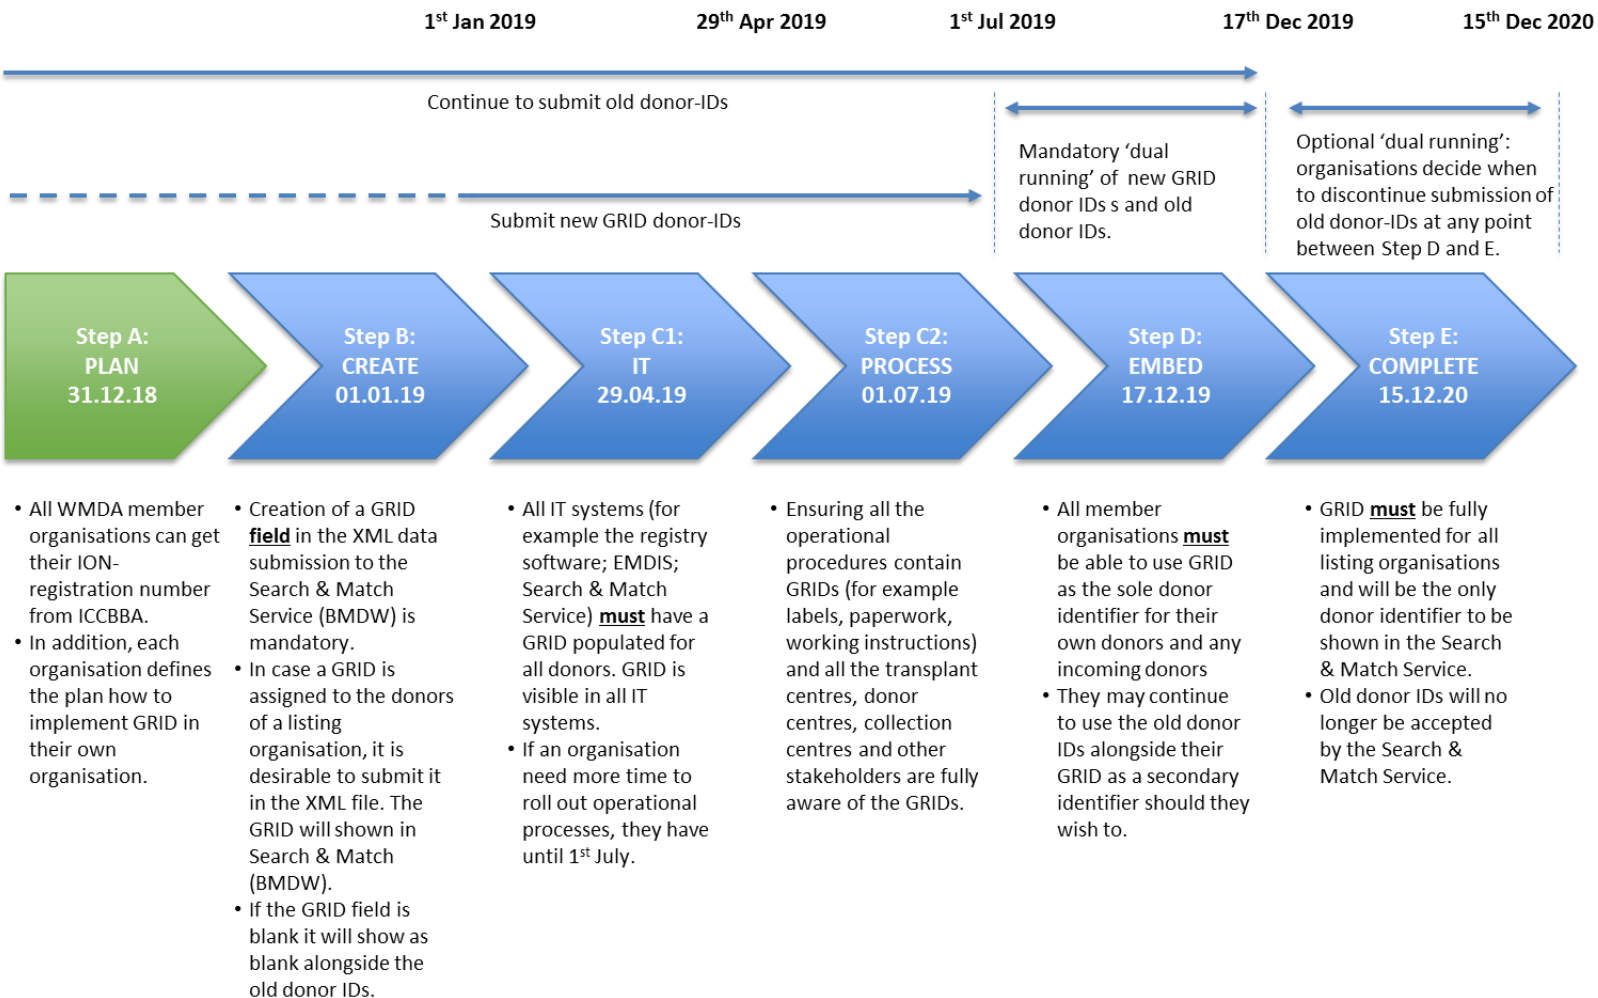 1st Jan 2019
29th Apr 2019
1st Jul 2019
17th Dec 2019
15th Dec 2020
Continue to submit old donor-IDs
Submit new GRID donor-IDs
Mandatory ‘dual
running’ of new GRID
donor IDs s and old
donor IDs.
Optional ‘dual running’:
organisations decide when
to discontinue submission of
old donor-IDs at any point
between Step D and E.
Step A:
PLAN
31.12.18
Step B:
CREATE
01.01.19
Step C1:
IT
29.04.19
Step C2:
PROCESS
01.07.19
Step D:
EMBED
17.12.19
Step E:
COMPLETE
15.12.20
• All WMDA member
organisations can get
their ION-
registration number
from ICCBBA.
• In addition, each
organisation defines
the plan how to
implement GRID in
their own
organisation.
• Creation of a GRID
field in the XML data
submission to the
Search & Match
Service (BMDW) is
mandatory.
• In case a GRID is
assigned to the donors
of a listing
organisation, it is
desirable to submit it
in the XML file. The
GRID will shown in
Search & Match
(BMDW).
• If the GRID field is
blank it will show as
blank alongside the
old donor IDs.
• All IT systems (for
example the registry
software; EMDIS;
Search & Match
Service) must have a
GRID populated for
all donors. GRID is
visible in all IT
systems.
• If an organisation
need more time to
roll out operational
processes, they have
until 1st July.
• Ensuring all the
operational
procedures contain
GRIDs (for example
labels, paperwork,
working instructions)
and all the transplant
centres, donor
centres, collection
centres and other
stakeholders are fully
aware of the GRIDs.
• All member
organisations must
be able to use GRID
as the sole donor
identifier for their
own donors and any
incoming donors
• They may continue
to use the old donor
IDs alongside their
GRID as a secondary
identifier should they
wish to.
• GRID must be fully
implemented for all
listing organisations
and will be the only
donor identifier to be
shown in the Search
& Match Service.
• Old donor IDs will no
longer be accepted
by the Search &
Match Service.